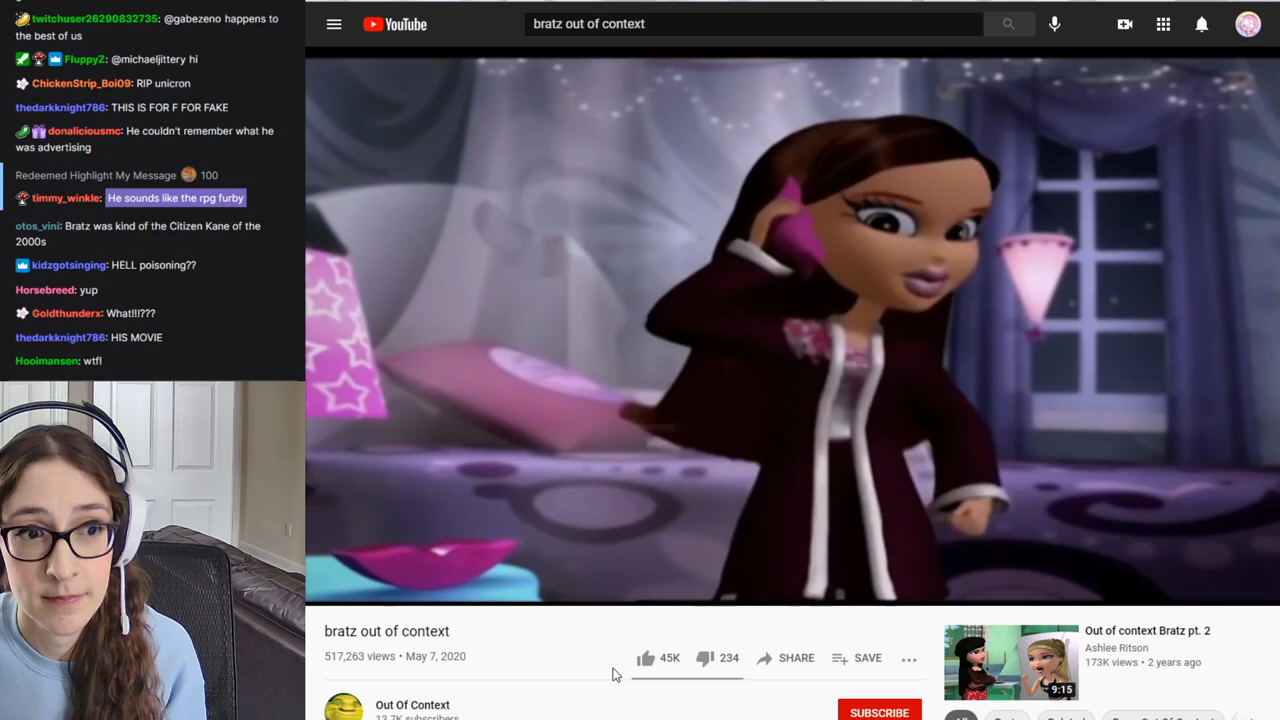 twitchuser26290832735: @gabezeno happens to
the best of us
FluppyZ: @michaeljittery hi
ChickenStrip_Boi09: RIP unicron
thedarkknight786: THIS IS FOR F FOR FAKE
donaliciousmc: He couldn't remember what he
was advertising
Redeemed Highlight My Message 100
timmy_winkle: He sounds like the rpg furby
otos_vini: Bratz was kind of the Citizen Kane of the
2000s
kidzgotsinging: HELL poisoning??
Horsebreed: yup
Goldthunderx: What!!!???
thedarkknight786: HIS MOVIE
Hooimansen: wtf!
YouTube
bratz out of context
bratz out of context
517,263 views • May 7, 2020
45K
234
SHARE
SAVE
Out Of Context
13.7K subscribers
SUBSCRIBE
9:15
Out of context Bratz pt. 2
Ashlee Ritson
173K views • 2 years ago